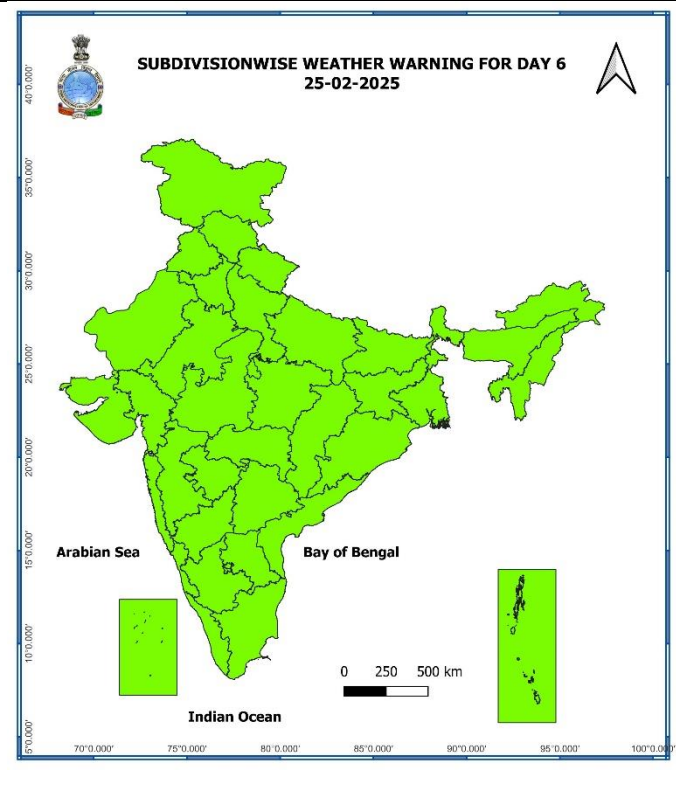 SUBDIVISIONWISE WEATHER WARNING FOR DAY 6
25-02-2025
40°0.000'
35°0.000'
30°0.000'
25°0.000'
20°0.000'
15°0.000'
10°0.000'
5°0.000'
Arabian Sea
Bay of Bengal
0 250 500 km
Indian Ocean
70°0.000' 75°0.000' 80°0.000' 85°0.000' 90°0.000' 95°0.000' 100°0.000'